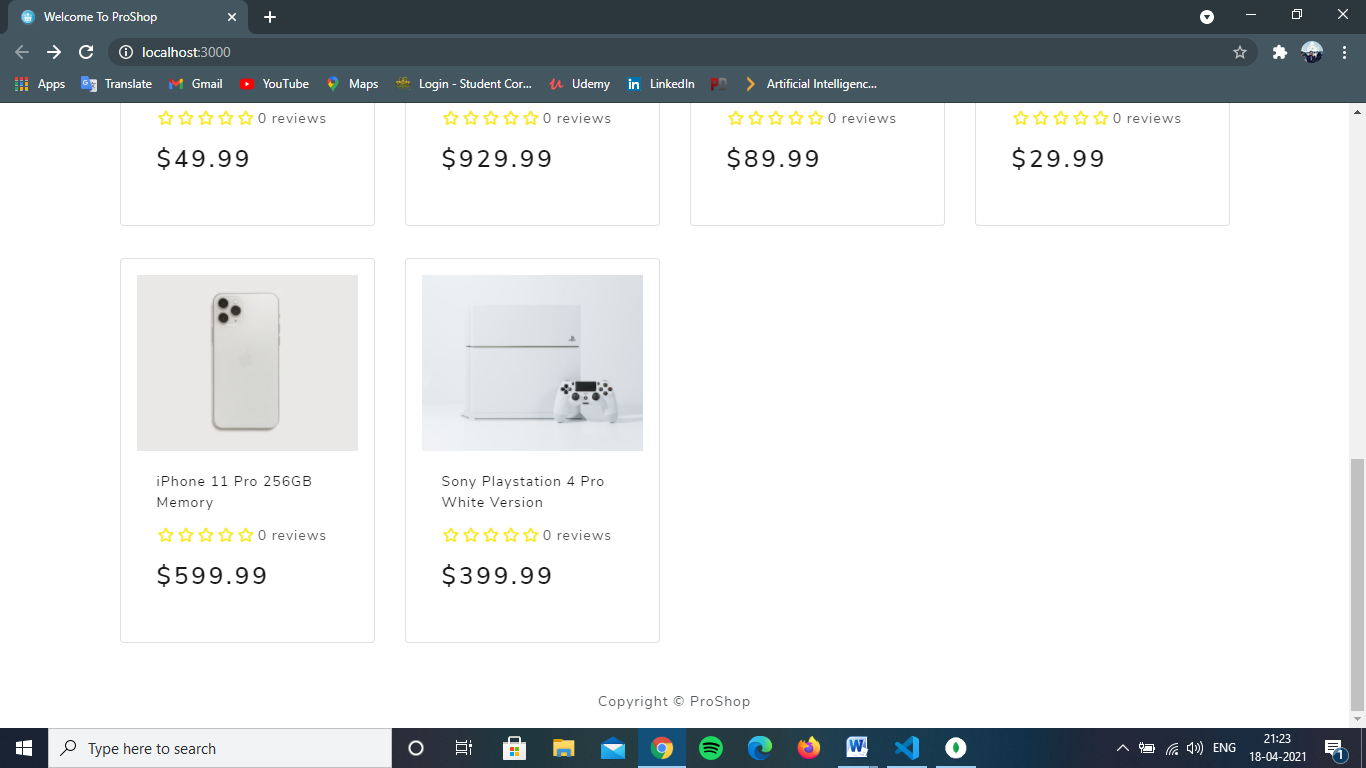 Welcome To ProShop
localhost:3000
Apps Translate Gmail YouTube Maps Login - Student Cor... Udemy LinkedIn Artificial Intelligenc...
0 reviews 0 reviews 0 reviews 0 reviews
$49.99 $929.99 $89.99 $29.99
iPhone 11 Pro 256GB
Memory
0 reviews
$599.99
Sony Playstation 4 Pro
White Version
0 reviews
$399.99
Copyright © ProShop
Type here to search
ENG
21:23
18-04-2021
1